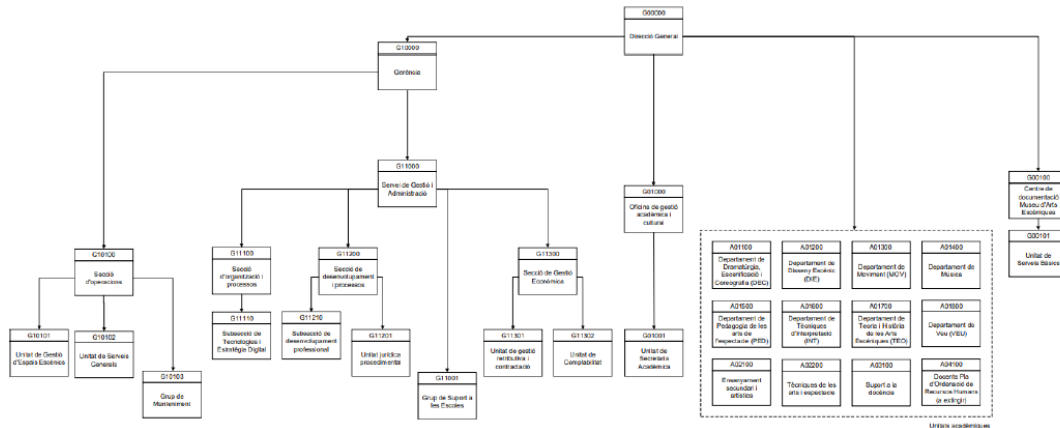 G00000
Direcció General
G10000
Gerència
G11000
Servei de Gestió i
Administració
G01000
Oficina de gestió
acadèmica i
cultural
G00100
Centre de
documentació
Museu d'Arts
Escèniques
G00101
Unitat de
Serveis Bàsics
G10100
Secció
d'operacions
G11100
Secció
d'organització i
processos
G11200
Secció de
desenvolupament
i processos
G11300
Secció de Gestió
Econòmica
G10101
Unitat de Gestió
d'Espais Escènics
G10102
Unitat de Serveis
Generals
G10103
Grup de
Manteniment
G11110
Subsecció de
Tecnologies i
Estratègia Digital
G11210
Subsecció de
desenvolupament
professional
G11201
Unitat jurídica
procedimental
G11001
Grup de Suport a
les Escoles
G11301
Unitat de gestió
retributiva i
contractació
G11302
Unitat de
Comptabilitat
G01001
Unitat de
Secretaria
Acadèmica
A01100
Departament de
Dramatúrgia,
Escenificació i
Coreografia (DEC)
A01200
Departament de
Disseny Escènic
(DIE)
A01300
Departament de
Moviment (MOV)
A01400
Departament de
Música
A01500
Departament de
Pedagogia de les
arts de
l'espectacle (PED)
A01600
Departament de
Tècniques
d'Interpretació
(INT)
A01700
Departament de
Teoria i Història
de les Arts
Escèniques (TEO)
A01800
Departament de
Veu (VEU)
A02100
Ensenyament
secundari i
artístics
A02200
Tècniques de les
arts i espectacle
A03100
Suport a la
docència
A04100
Docents Pla
d'Ordenació de
Recursos Humans
(a extingir)
Unitats acadèmiques